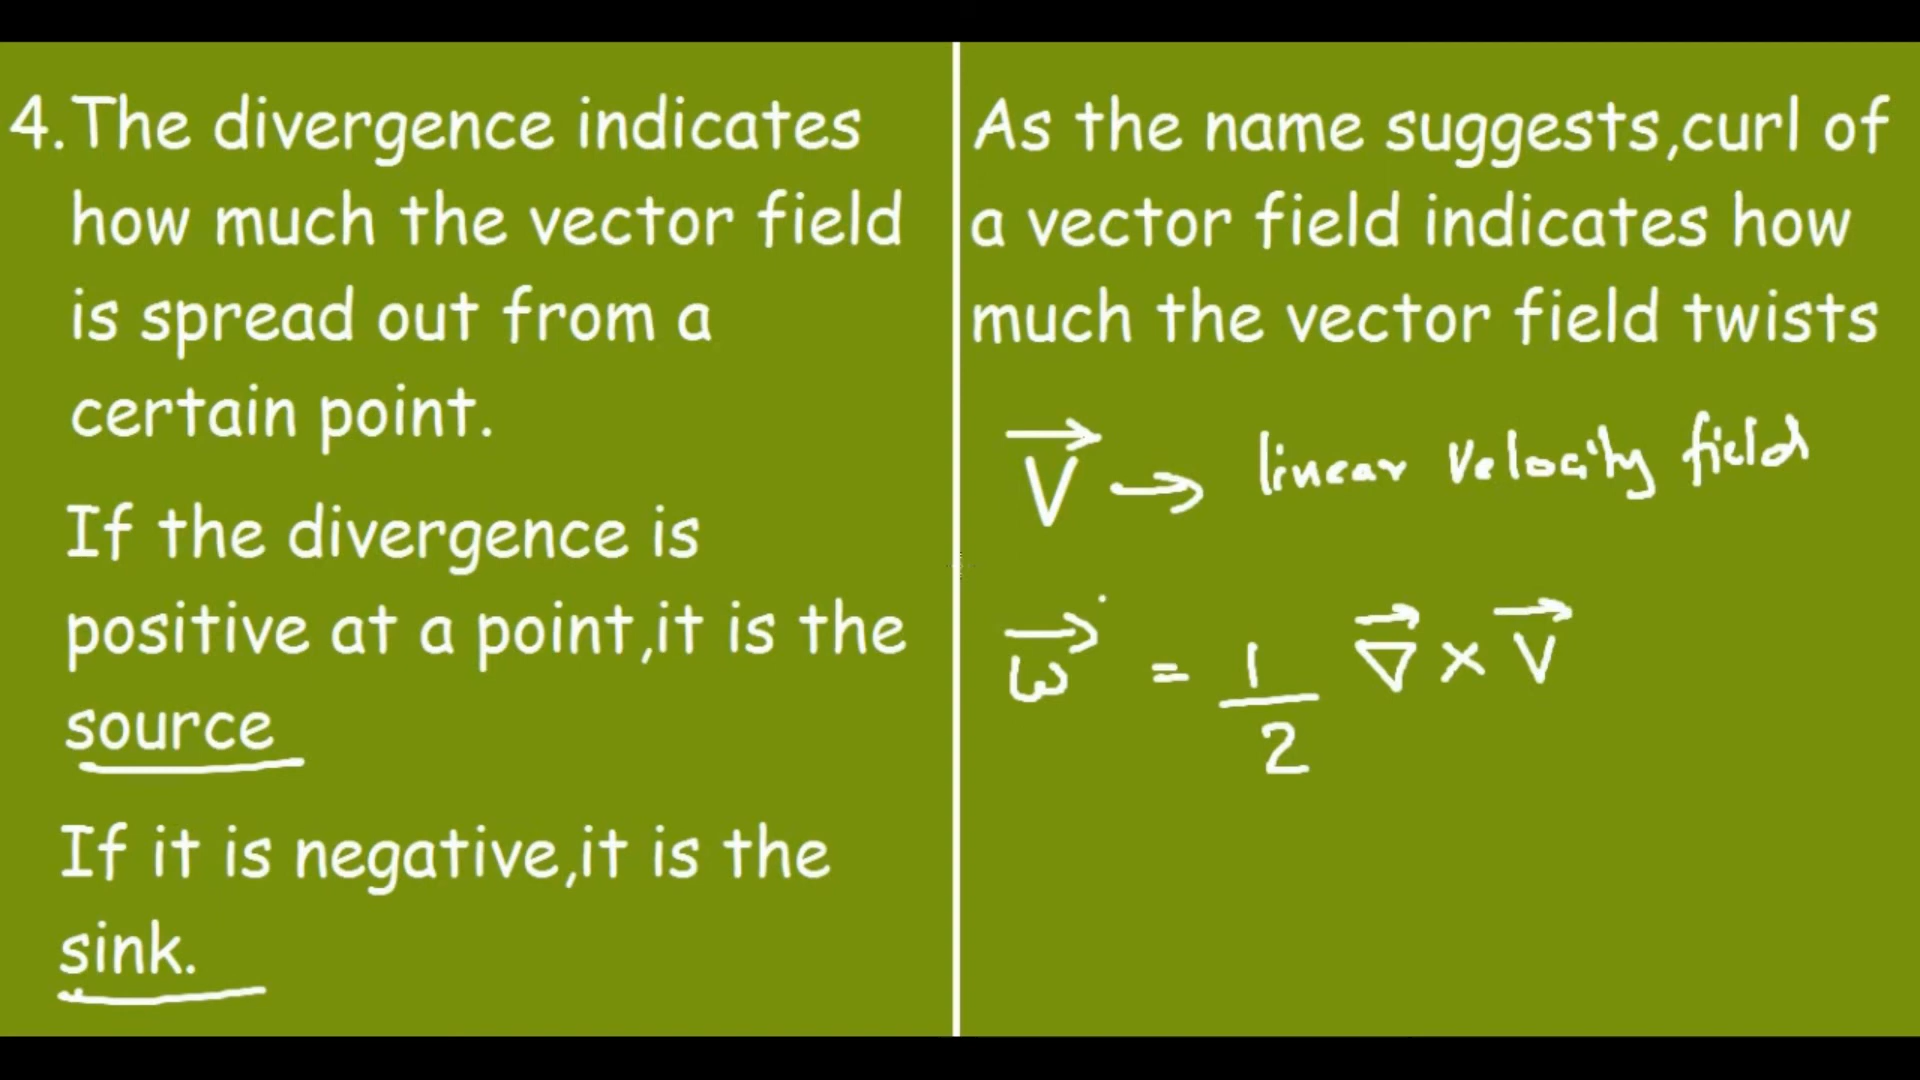 4.The divergence indicates
how much the vector field
is spread out from a
certain point.
If the divergence is
positive at a point,it is the
source
If it is negative,it is the
sink.
As the name suggests,curl of
a vector field indicates how
much the vector field twists
V⃗ → linear velocity field
ω⃗ = 1/2 ∇⃗ × V⃗